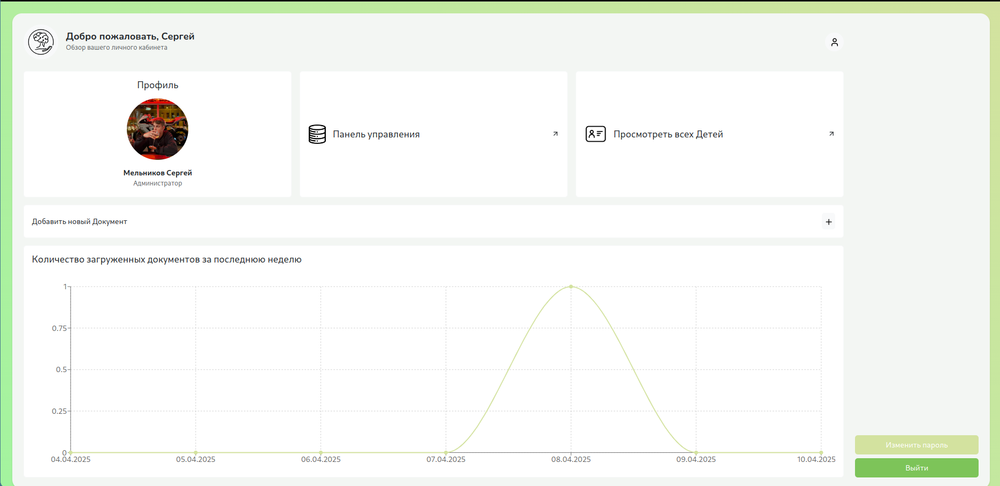 Добро пожаловать, Сергей
Обзор вашего личного кабинета
Профиль
Мельников Сергей
Администратор
Панель управления
Просмотреть всех Детей
Добавить новый Документ
Количество загруженных документов за последнюю неделю
1
0.75
0.5
0.25
0
04.04.2025 05.04.2025 06.04.2025 07.04.2025 08.04.2025 09.04.2025 10.04.2025
Изменить пароль
Выйти